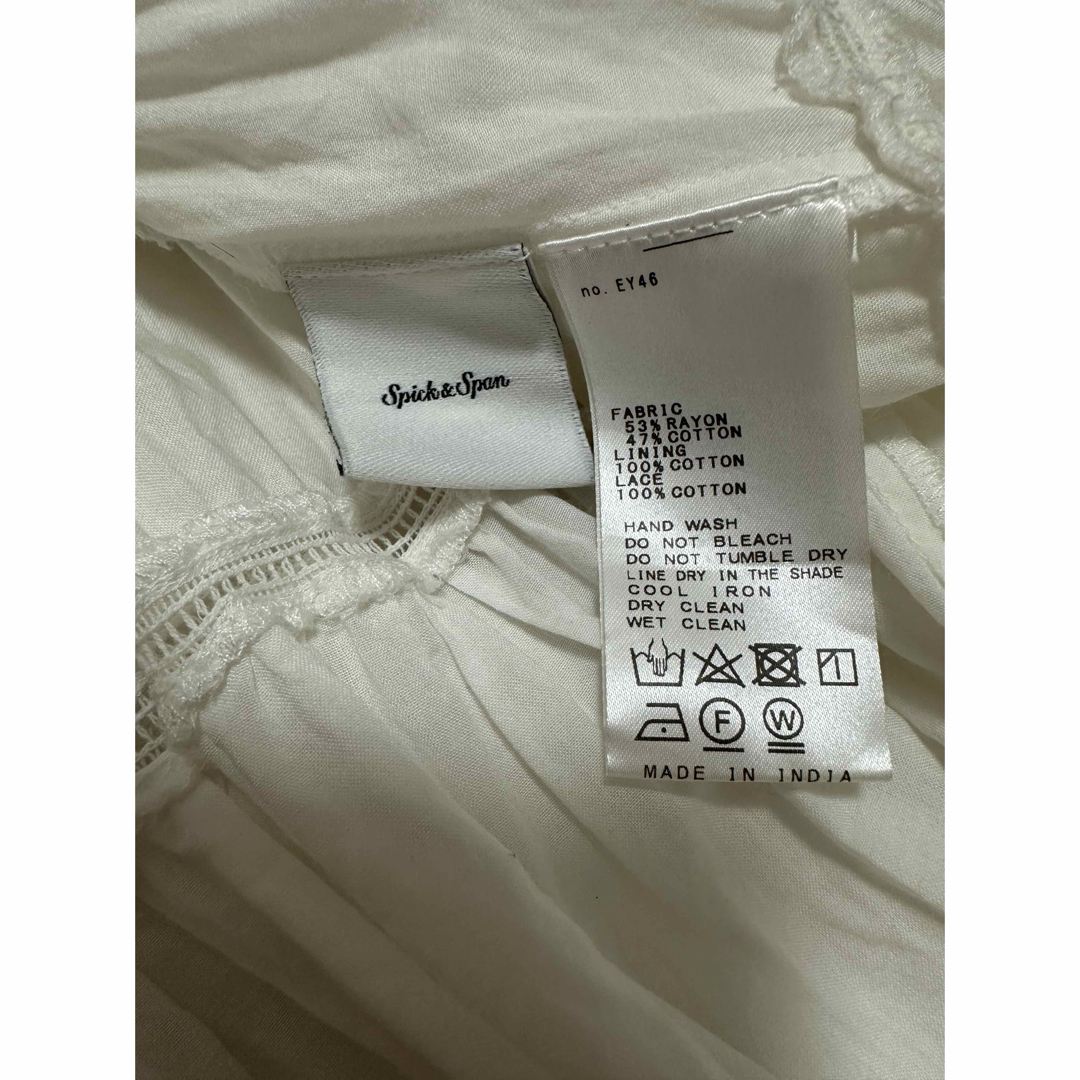 Spick&Span
no. EY46
FABRIC
53% RAYON
47% COTTON
LINING
100% COTTON
LACE
100% COTTON
HAND WASH
DO NOT BLEACH
DO NOT TUMBLE DRY
LINE DRY IN THE SHADE
COOL IRON
DRY CLEAN
WET CLEAN
F W
MADE IN INDIA